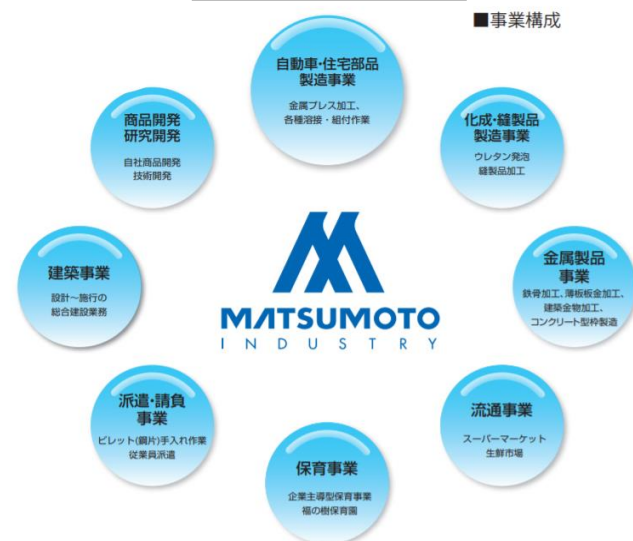 ■事業構成
自動車・住宅部品
製造事業
金属プレス加工、
各種溶接・組付作業
商品開発
研究開発
自社商品開発
技術開発
化成・縫製品
製造事業
ウレタン発泡
縫製品加工
建築事業
設計～施行の
総合建設業務
MATSUMOTO
INDUSTRY
金属製品
事業
鉄骨加工、薄板板金加工、
建築金物加工、
コンクリート型枠製造
派遣・請負
事業
ビレット(鋼片)手入れ作業
従業員派遣
保育事業
企業主導型保育事業
福の樹保育園
流通事業
スーパーマーケット
生鮮市場